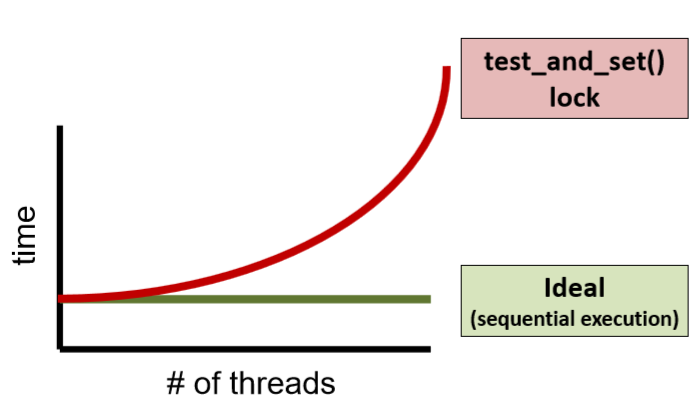 test_and_set()
lock
time
Ideal
(sequential execution)
# of threads